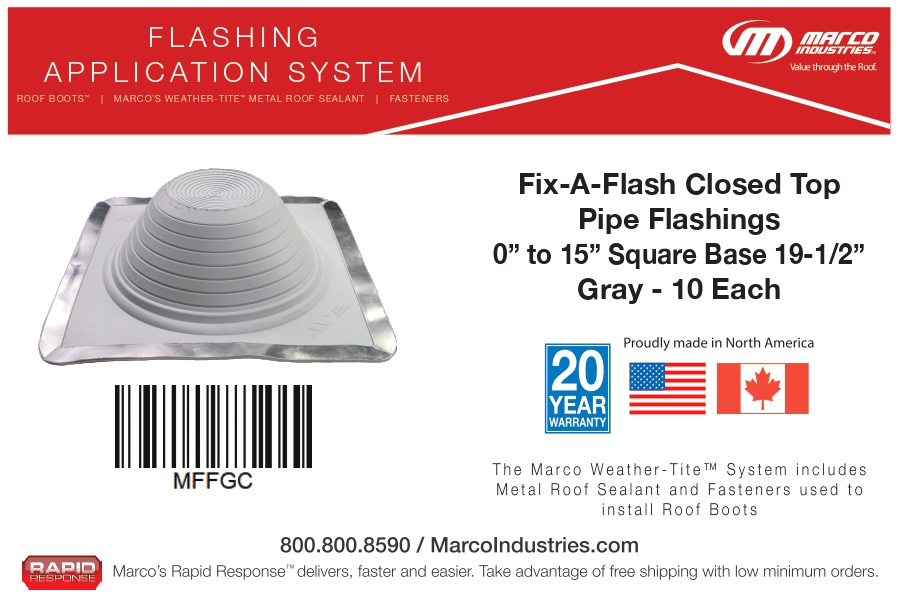 FLASHING
APPLICATION SYSTEM
ROOF BOOTS™ | MARCO'S WEATHER-TITE™ METAL ROOF SEALANT | FASTENERS
MARCO
INDUSTRIES™
Value through the Roof.
Fix-A-Flash Closed Top
Pipe Flashings
0” to 15” Square Base 19-1/2”
Gray - 10 Each
Proudly made in North America
20
YEAR
WARRANTY
MFFGC
The Marco Weather-Tite™ System includes
Metal Roof Sealant and Fasteners used to
install Roof Boots
800.800.8590 / MarcoIndustries.com
RAPID
RESPONSE
Marco's Rapid Response™ delivers, faster and easier. Take advantage of free shipping with low minimum orders.